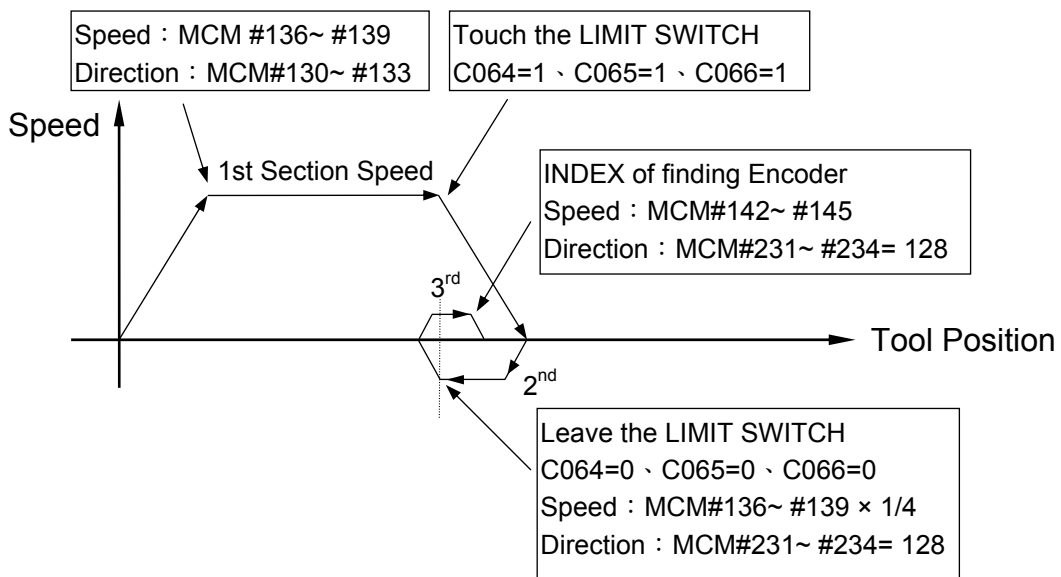 Speed：MCM #136~ #139
Direction：MCM#130~ #133
Touch the LIMIT SWITCH
C064=1、C065=1、C066=1
Speed
1st Section Speed
INDEX of finding Encoder
Speed：MCM#142~ #145
Direction：MCM#231~ #234= 128
3rd
Tool Position
2nd
Leave the LIMIT SWITCH
C064=0、C065=0、C066=0
Speed：MCM#136~ #139 × 1/4
Direction：MCM#231~ #234= 128